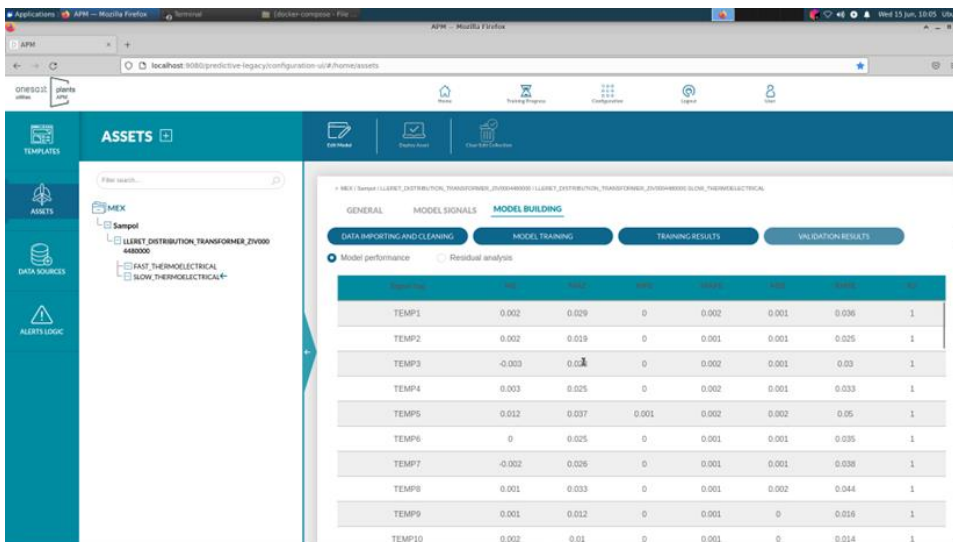 Applications
APM — Mozilla Firefox
Terminal
[docker-compose - File ...
Wed 15 Jun, 10:05
APM — Mozilla Firefox
APM
localhost:9080/predictive-legacy/configuration-ui/#/home/assets
plants
APM
Home
Training Progress
Configuration
Logout
User
TEMPLATES
ASSETS
DATA SOURCES
ALERTS LOGIC
ASSETS
Filter search...
MEX
Sampol
LLERET_DISTRIBUTION_TRANSFORMER_ZIV000
4480000
FAST_THERMOELECTRICAL
SLOW_THERMOELECTRICAL
Edit Model
Deploy Asset
GENERAL MODEL SIGNALS MODEL BUILDING
DATA IMPORTING AND CLEANING MODEL TRAINING TRAINING RESULTS VALIDATION RESULTS
Model performance Residual analysis
TEMP1 0.002 0.029 0 0.002 0.001 0.036 1
TEMP2 0.002 0.019 0 0.001 0.001 0.025 1
TEMP3 -0.003 0 0.002 0.001 0.03 1
TEMP4 0.003 0.025 0 0.002 0.001 0.033 1
TEMP5 0.012 0.037 0.001 0.002 0.002 0.05 1
TEMP6 0 0.025 0 0.001 0.001 0.035 1
TEMP7 -0.002 0.026 0 0.001 0.001 0.038 1
TEMP8 0.001 0.033 0 0.001 0.002 0.044 1
TEMP9 0.001 0.012 0 0.001 0 0.016 1
TEMP10 0.002 0.01 0 0.001 0 0.014 1